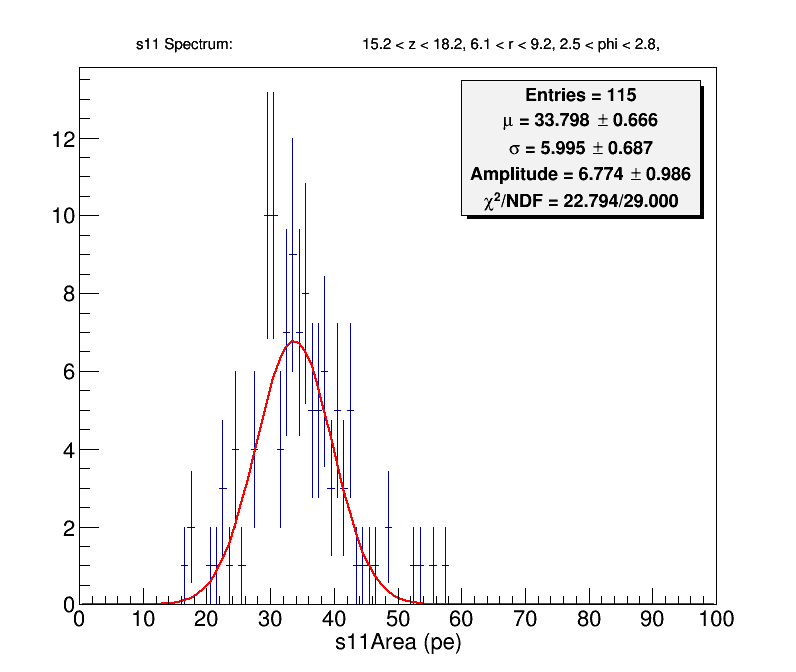 s11 Spectrum: 15.2 < z < 18.2, 6.1 < r < 9.2, 2.5 < phi < 2.8,
Entries = 115
μ = 33.798 ± 0.666
σ = 5.995 ± 0.687
Amplitude = 6.774 ± 0.986
χ²/NDF = 22.794/29.000
12
10
8
6
4
2
0
0 10 20 30 40 50 60 70 80 90 100
s11Area (pe)